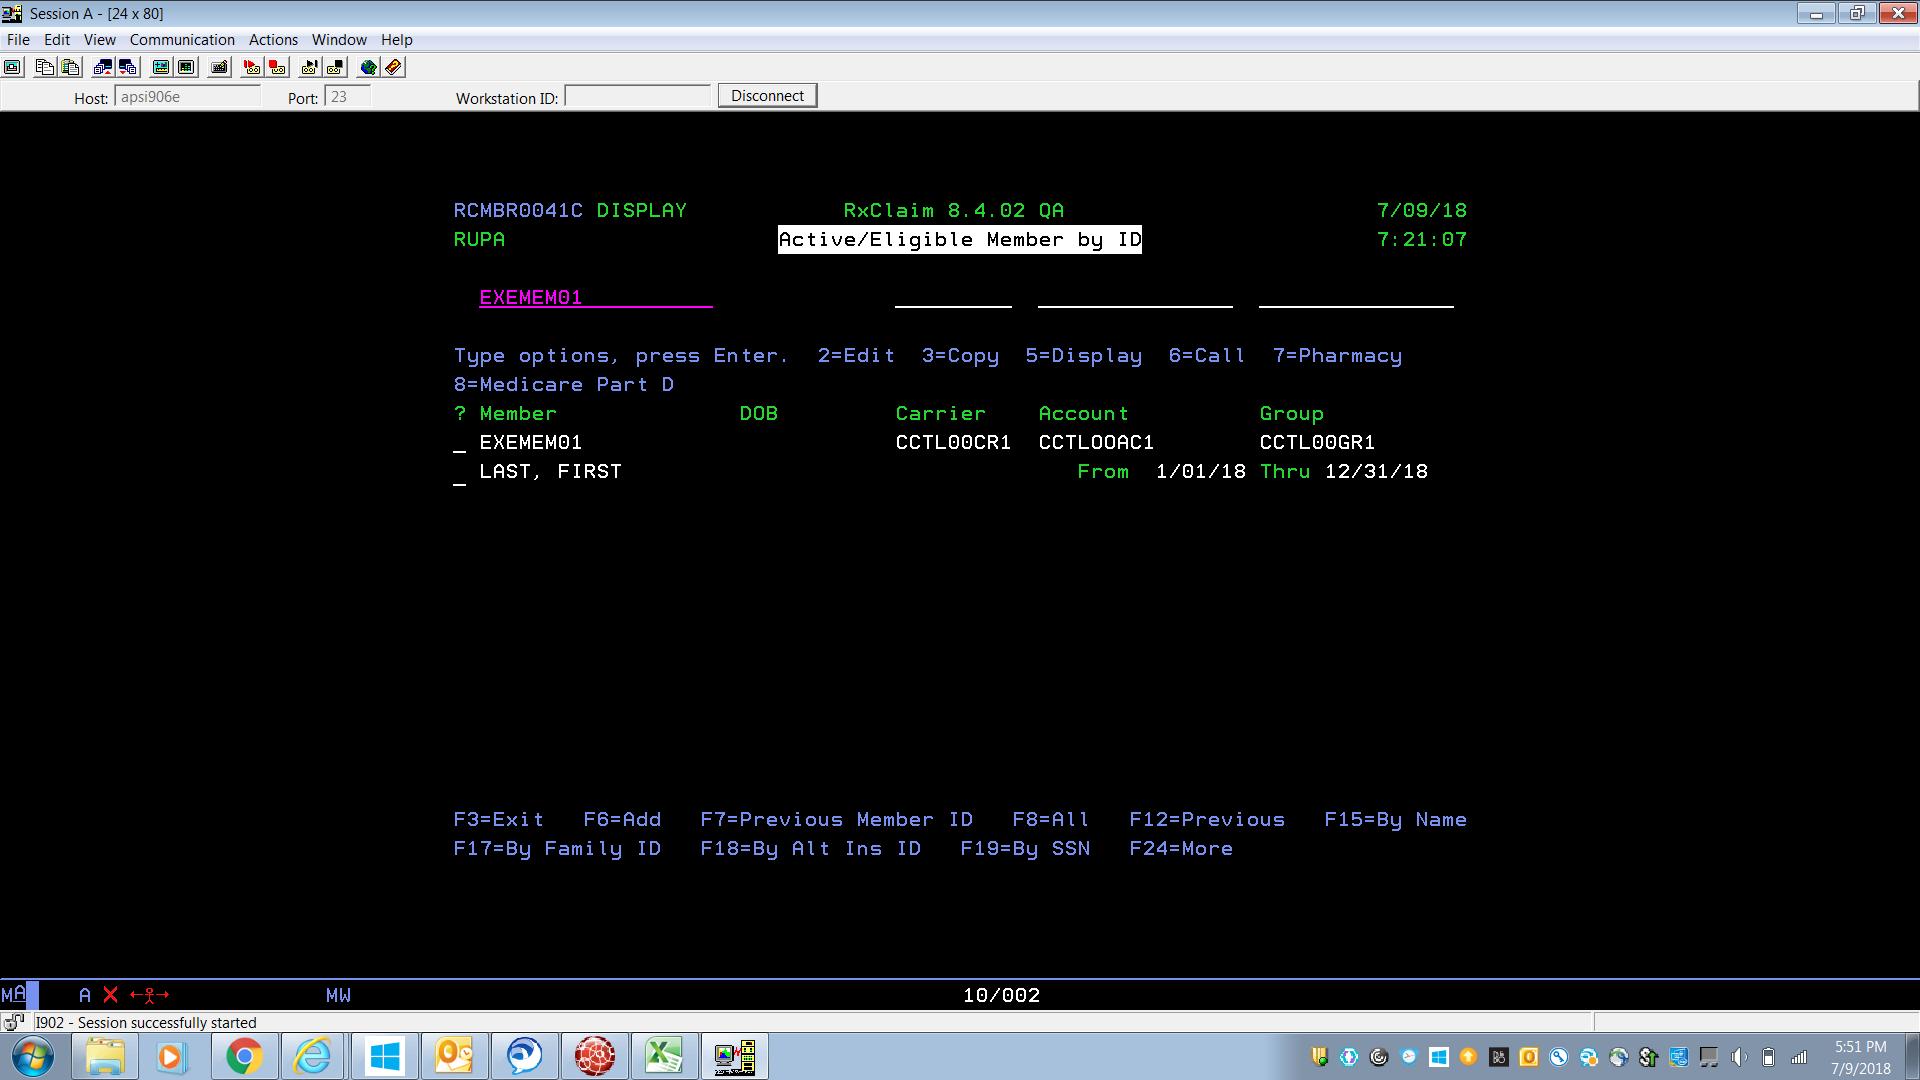 Session A - [24 x 80]
File Edit View Communication Actions Window Help
Host: apsi906e Port: 23 Workstation ID: Disconnect
RCMBR0041C DISPLAY RxClaim 8.4.02 QA 7/09/18
RUPA Active/Eligible Member by ID 7:21:07
EXEMEM01
Type options, press Enter. 2=Edit 3=Copy 5=Display 6=Call 7=Pharmacy
8=Medicare Part D
? Member DOB Carrier Account Group
_ EXEMEM01 CCTL00CR1 CCTL00AC1 CCTL00GR1
_ LAST, FIRST From 1/01/18 Thru 12/31/18
F3=Exit F6=Add F7=Previous Member ID F8=All F12=Previous F15=By Name
F17=By Family ID F18=By Alt Ins ID F19=By SSN F24=More
MA A MW 10/002
I902 - Session successfully started
5:51 PM
7/9/2018